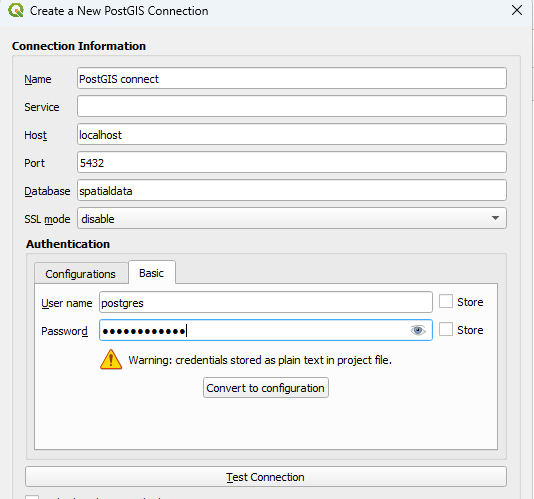 Create a New PostGIS Connection
Connection Information
Name PostGIS connect
Service
Host localhost
Port 5432
Database spatialdata
SSL mode disable
Authentication
Configurations Basic
User name postgres Store
Password ●●●●●●●●●●●● Store
Warning: credentials stored as plain text in project file.
Convert to configuration
Test Connection